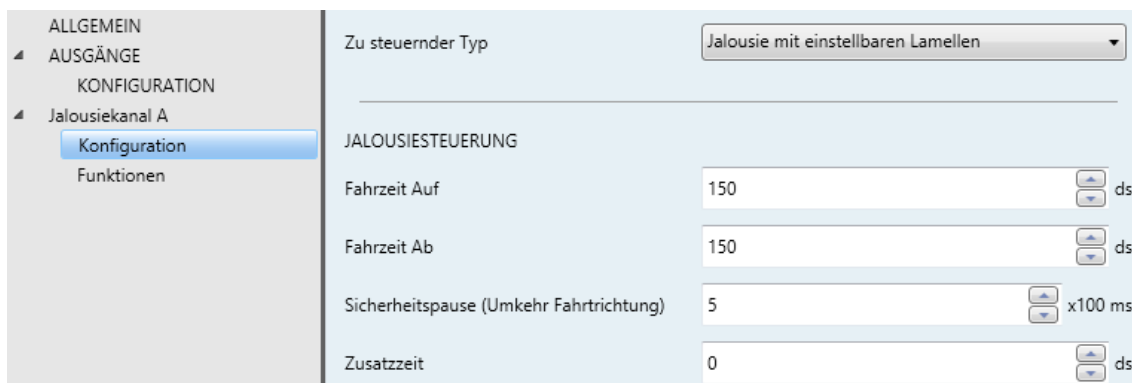 ALLGEMEIN
AUSGÄNGE
KONFIGURATION
Jalousiekanal A
Konfiguration
Funktionen
Zu steuernder Typ
Jalousie mit einstellbaren Lamellen
JALOUSIESTEUERUNG
Fahrzeit Auf 150 ds
Fahrzeit Ab 150 ds
Sicherheitspause (Umkehr Fahrtrichtung) 5 x100 ms
Zusatzzeit 0 ds